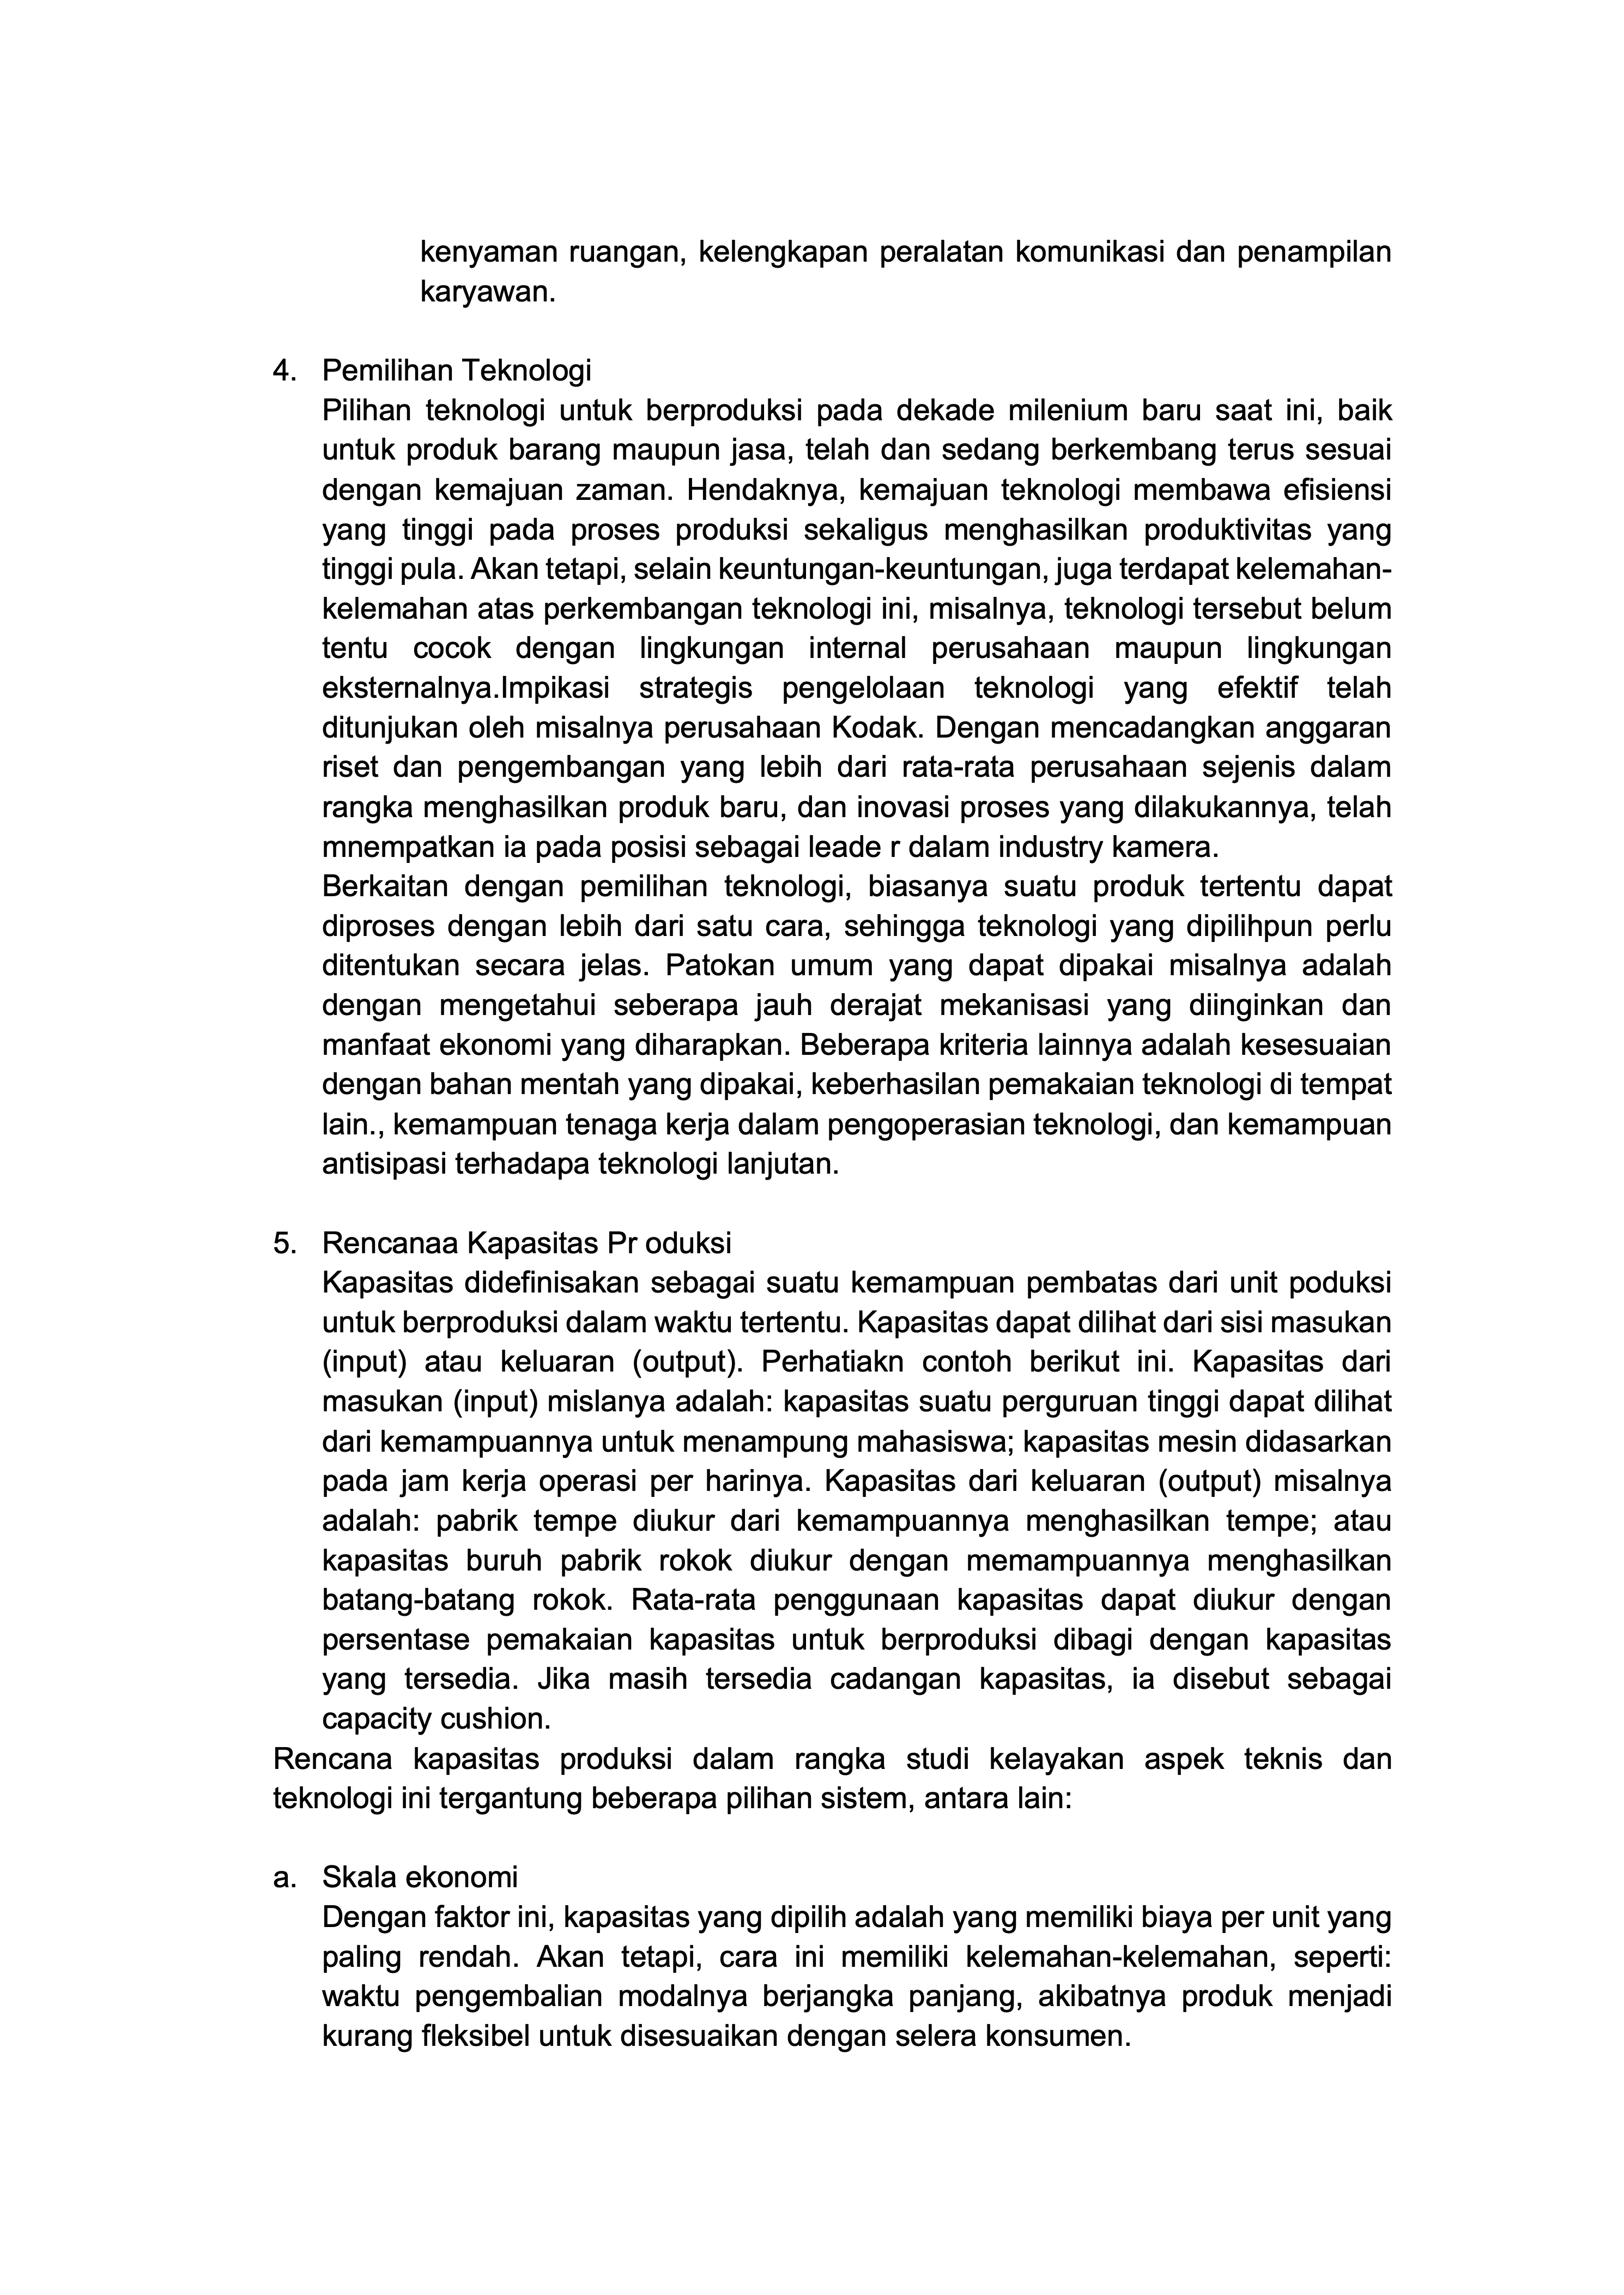 kenyaman ruangan, kelengkapan peralatan komunikasi dan penampilan
karyawan.
4. Pemilihan Teknologi
Pilihan teknologi untuk berproduksi pada dekade milenium baru saat ini, baik
untuk produk barang maupun jasa, telah dan sedang berkembang terus sesuai
dengan kemajuan zaman. Hendaknya, kemajuan teknologi membawa efisiensi
yang tinggi pada proses produksi sekaligus menghasilkan produktivitas yang
tinggi pula. Akan tetapi, selain keuntungan-keuntungan, juga terdapat kelemahan-
kelemahan atas perkembangan teknologi ini, misalnya, teknologi tersebut belum
tentu cocok dengan lingkungan internal perusahaan maupun lingkungan
eksternalnya.Impikasi strategis pengelolaan teknologi yang efektif telah
ditunjukan oleh misalnya perusahaan Kodak. Dengan mencadangkan anggaran
riset dan pengembangan yang lebih dari rata-rata perusahaan sejenis dalam
rangka menghasilkan produk baru, dan inovasi proses yang dilakukannya, telah
mnempatkan ia pada posisi sebagai leade r dalam industry kamera.
Berkaitan dengan pemilihan teknologi, biasanya suatu produk tertentu dapat
diproses dengan lebih dari satu cara, sehingga teknologi yang dipilihpun perlu
ditentukan secara jelas. Patokan umum yang dapat dipakai misalnya adalah
dengan mengetahui seberapa jauh derajat mekanisasi yang diinginkan dan
manfaat ekonomi yang diharapkan. Beberapa kriteria lainnya adalah kesesuaian
dengan bahan mentah yang dipakai, keberhasilan pemakaian teknologi di tempat
lain., kemampuan tenaga kerja dalam pengoperasian teknologi, dan kemampuan
antisipasi terhadapa teknologi lanjutan.
5. Rencanaa Kapasitas Pr oduksi
Kapasitas didefinisakan sebagai suatu kemampuan pembatas dari unit poduksi
untuk berproduksi dalam waktu tertentu. Kapasitas dapat dilihat dari sisi masukan
(input) atau keluaran (output). Perhatiakn contoh berikut ini. Kapasitas dari
masukan (input) mislanya adalah: kapasitas suatu perguruan tinggi dapat dilihat
dari kemampuannya untuk menampung mahasiswa; kapasitas mesin didasarkan
pada jam kerja operasi per harinya. Kapasitas dari keluaran (output) misalnya
adalah: pabrik tempe diukur dari kemampuannya menghasilkan tempe; atau
kapasitas buruh pabrik rokok diukur dengan memampuannya menghasilkan
batang-batang rokok. Rata-rata penggunaan kapasitas dapat diukur dengan
persentase pemakaian kapasitas untuk berproduksi dibagi dengan kapasitas
yang tersedia. Jika masih tersedia cadangan kapasitas, ia disebut sebagai
capacity cushion.
Rencana kapasitas produksi dalam rangka studi kelayakan aspek teknis dan
teknologi ini tergantung beberapa pilihan sistem, antara lain:
a. Skala ekonomi
Dengan faktor ini, kapasitas yang dipilih adalah yang memiliki biaya per unit yang
paling rendah. Akan tetapi, cara ini memiliki kelemahan-kelemahan, seperti:
waktu pengembalian modalnya berjangka panjang, akibatnya produk menjadi
kurang fleksibel untuk disesuaikan dengan selera konsumen.